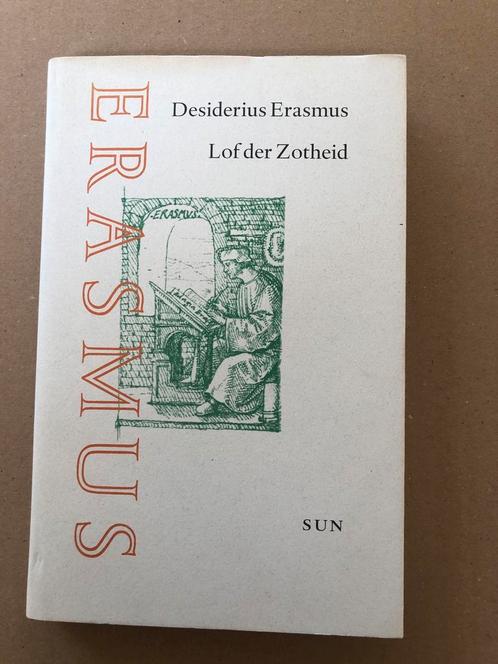 ERASMUS
Desiderius Erasmus
Lof der Zotheid
ERASMUS.
SUN